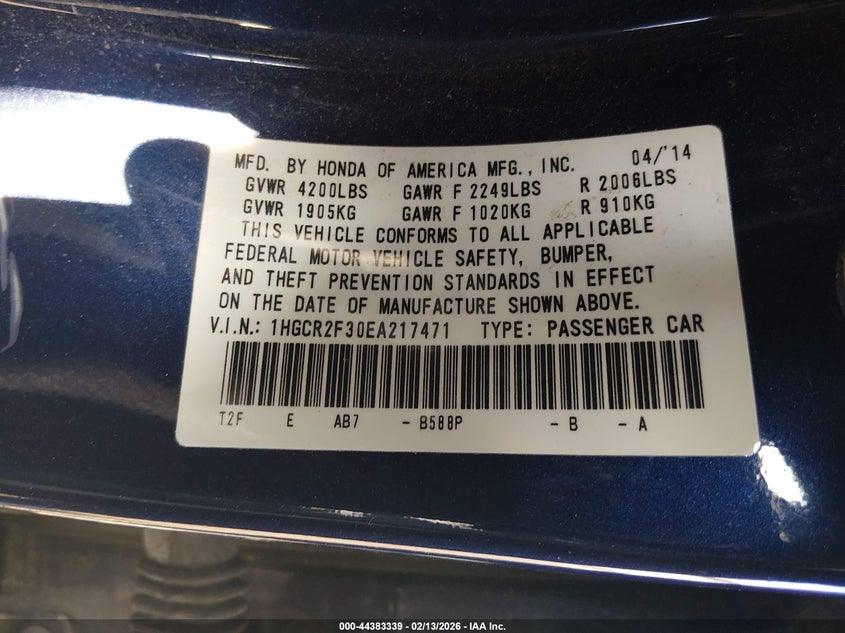 MFD. BY HONDA OF AMERICA MFG., INC. 04/'14
GVWR 4200LBS GAWR F 2249LBS R 2006LBS
GVWR 1905KG GAWR F 1020KG R 910KG
THIS VEHICLE CONFORMS TO ALL APPLICABLE
FEDERAL MOTOR VEHICLE SAFETY, BUMPER,
AND THEFT PREVENTION STANDARDS IN EFFECT
ON THE DATE OF MANUFACTURE SHOWN ABOVE.
V.I.N.: 1HGCR2F30EA217471 TYPE: PASSENGER CAR
T2F E AB7 - B588P - B - A
000-44383339 | 02/13/2026 - IAA Inc.